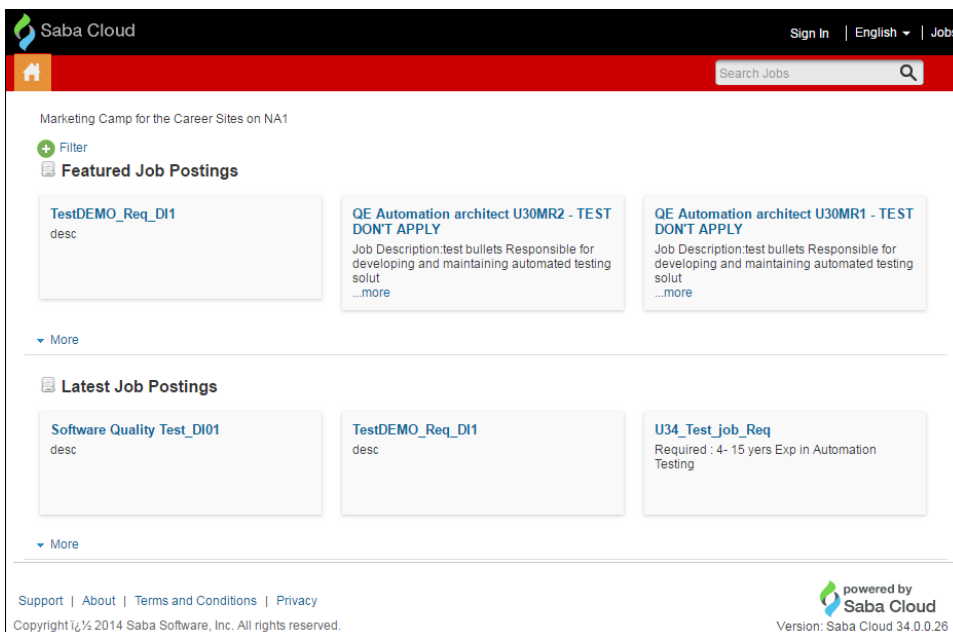 Saba Cloud
Sign In | English | Jobs
Search Jobs
Marketing Camp for the Career Sites on NA1
Filter
Featured Job Postings
TestDEMO_Req_DI1
desc
QE Automation architect U30MR2 - TEST
DON'T APPLY
Job Description:test bullets Responsible for
developing and maintaining automated testing
solut
...more
QE Automation architect U30MR1 - TEST
DON'T APPLY
Job Description:test bullets Responsible for
developing and maintaining automated testing
solut
...more
More
Latest Job Postings
Software Quality Test_DI01
desc
TestDEMO_Req_DI1
desc
U34_Test_job_Req
Required : 4- 15 yers Exp in Automation
Testing
More
Support | About | Terms and Conditions | Privacy
Copyright ï¿½ 2014 Saba Software, Inc. All rights reserved.
powered by
Saba Cloud
Version: Saba Cloud 34.0.0.26